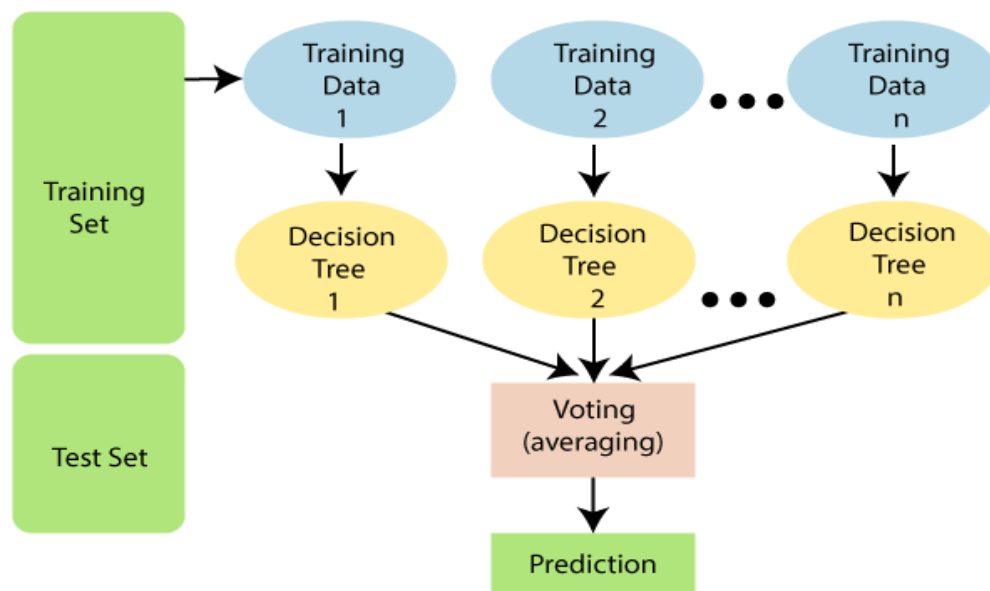 Training
Set
Training
Data
1
Training
Data
2
Training
Data
n
Decision
Tree
1
Decision
Tree
2
Decision
Tree
n
Test Set
Voting
(averaging)
Prediction